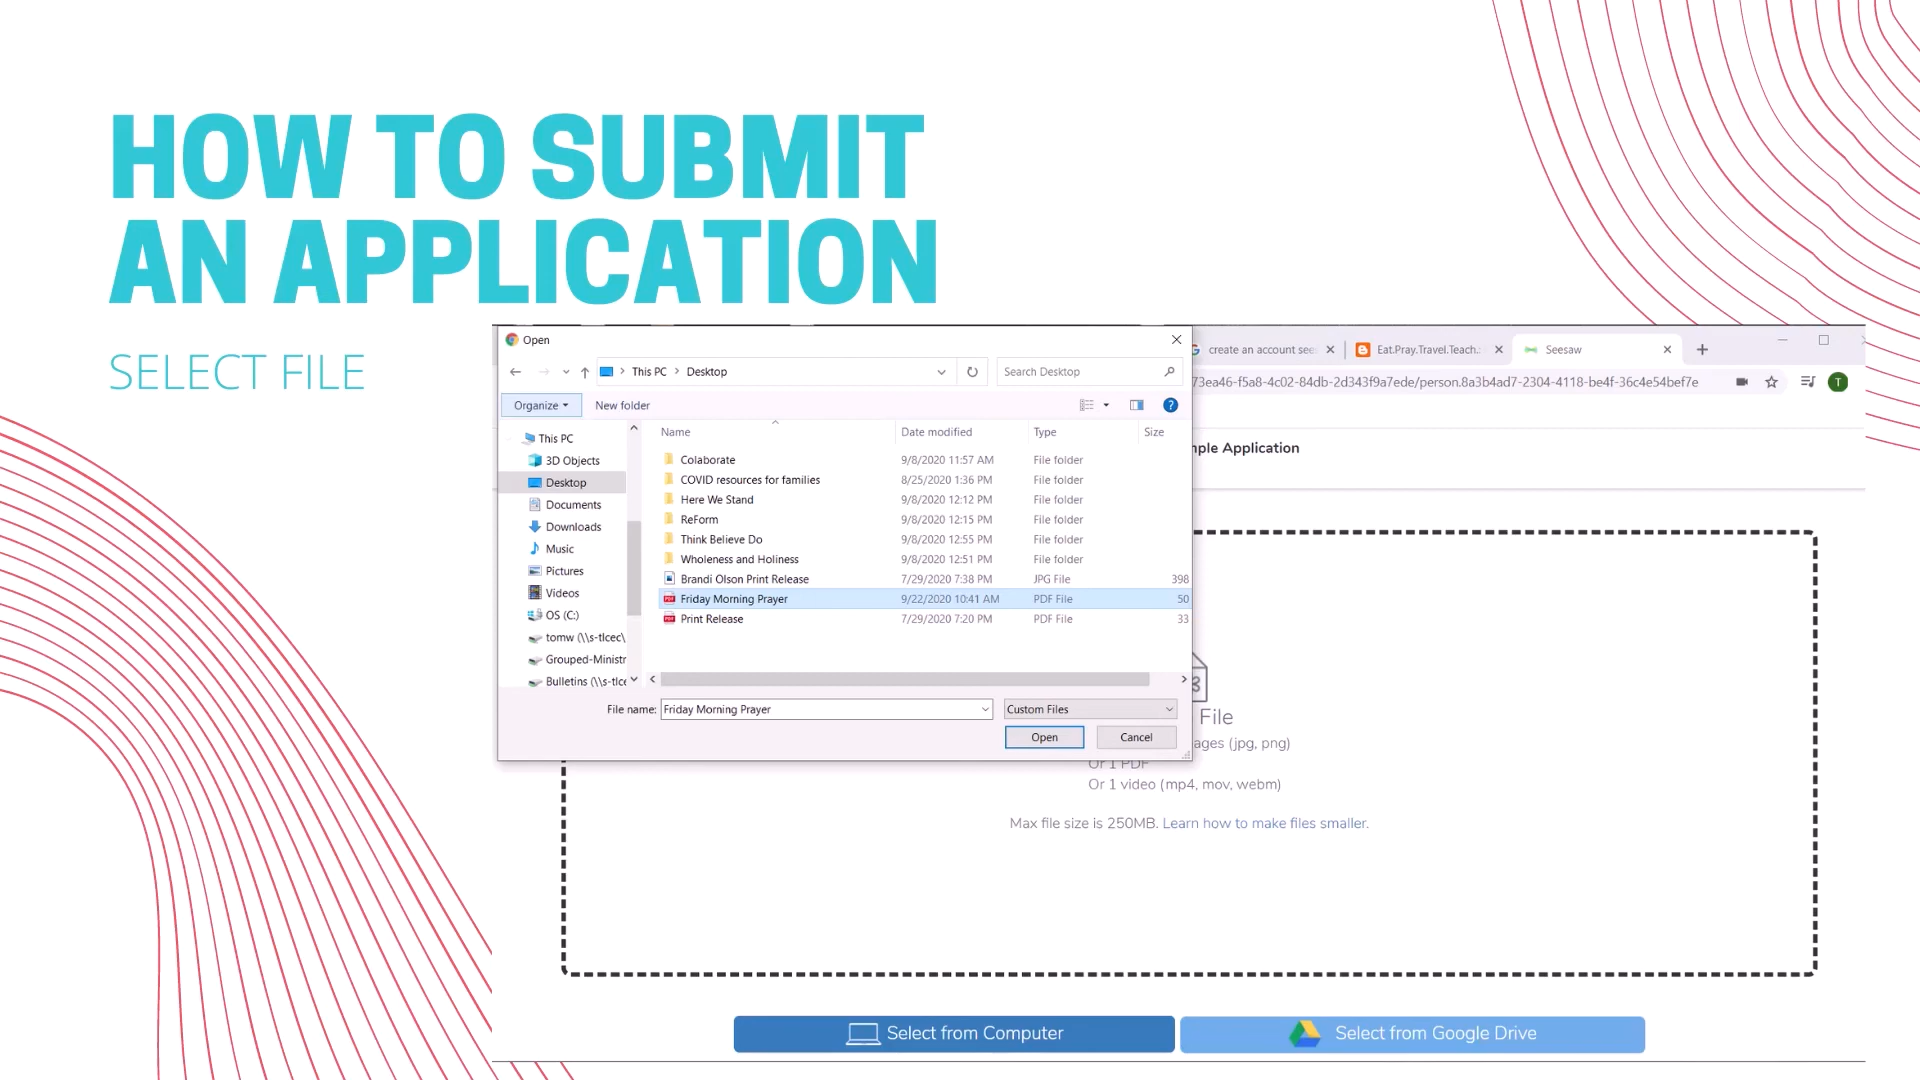 HOW TO SUBMIT
AN APPLICATION
SELECT FILE
Open
This PC
Desktop
Search Desktop
Organize
New folder
?
This PC
3D Objects
Desktop
Documents
Downloads
Music
Pictures
Videos
OS (C:)
tomw (\\s-tlcec\
Grouped-Ministr
Bulletins (\\s-tlce
Name Date modified Type Size
Colaborate 9/8/2020 11:57 AM File folder
COVID resources for families 8/25/2020 1:36 PM File folder
Here We Stand 9/8/2020 12:12 PM File folder
ReForm 9/8/2020 12:15 PM File folder
Think Believe Do 9/8/2020 12:55 PM File folder
Wholeness and Holiness 9/8/2020 12:51 PM File folder
Brandi Olson Print Release 7/29/2020 7:38 PM JPG File 398
Friday Morning Prayer 9/22/2020 10:41 AM PDF File 50
Print Release 7/29/2020 7:20 PM PDF File 33
File name: Friday Morning Prayer
Custom Files
Open
Cancel
create an account see
Eat.Pray.Travel.Teach.:
Seesaw
73ea46-f5a8-4c02-84db-2d343f9a7ede/person.8a3b4ad7-2304-4118-be4f-36c4e54bef7e
T
mple Application
File
ages (jpg, png)
Or 1 PDF
Or 1 video (mp4, mov, webm)
Max file size is 250MB. Learn how to make files smaller.
Select from Computer
Select from Google Drive